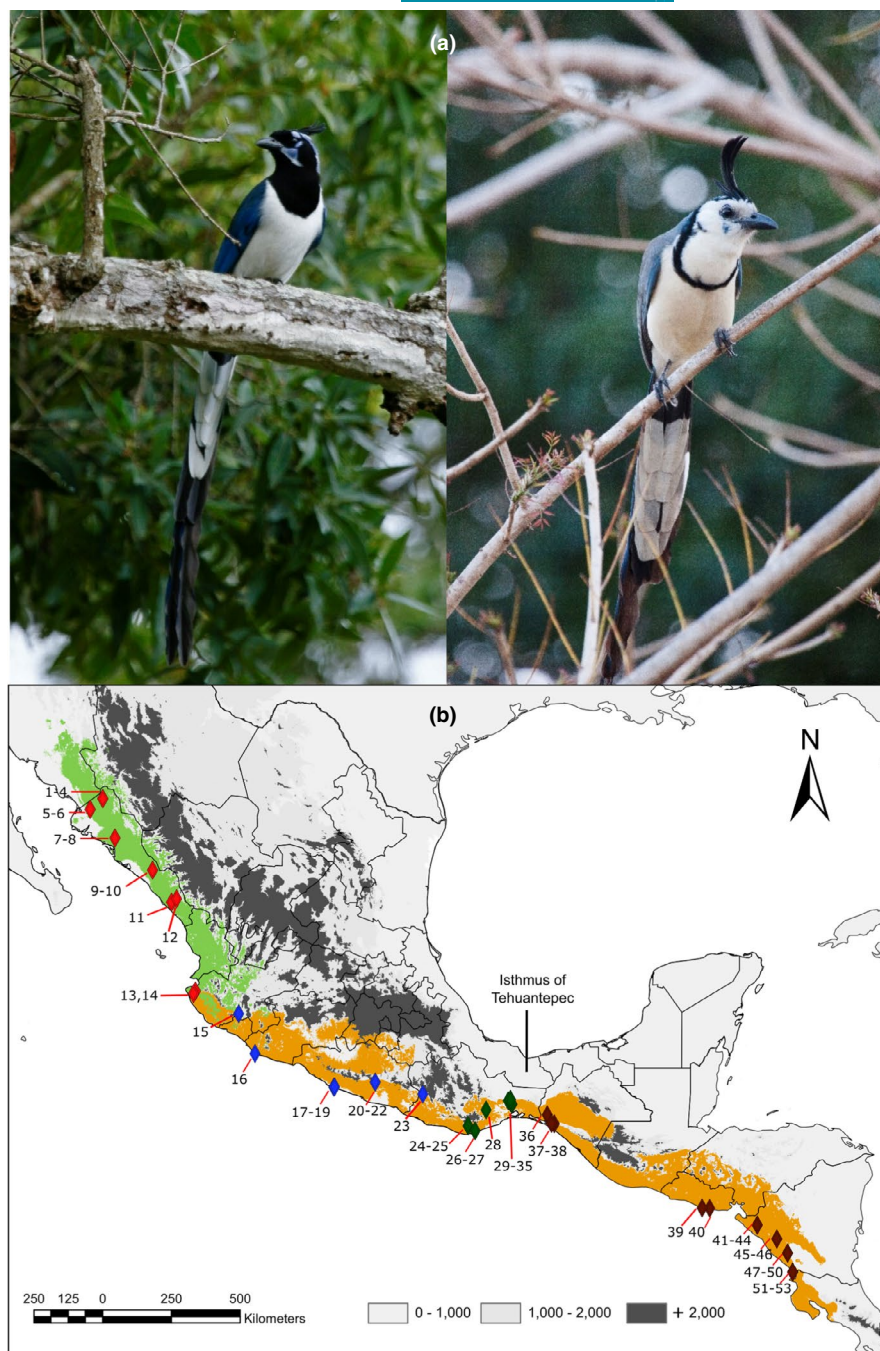 (a)
(b)
N
1-4
5-6
7-8
9-10
11
12
13,14
15
16
17-19
20-22
23
24-25
26-27
28
29-35
36
37-38
39 40
41-44
45-46
47-50
51-53
Isthmus of
Tehuantepec
250 125 0 250 500
Kilometers
0 - 1,000
1,000 - 2,000
+ 2,000